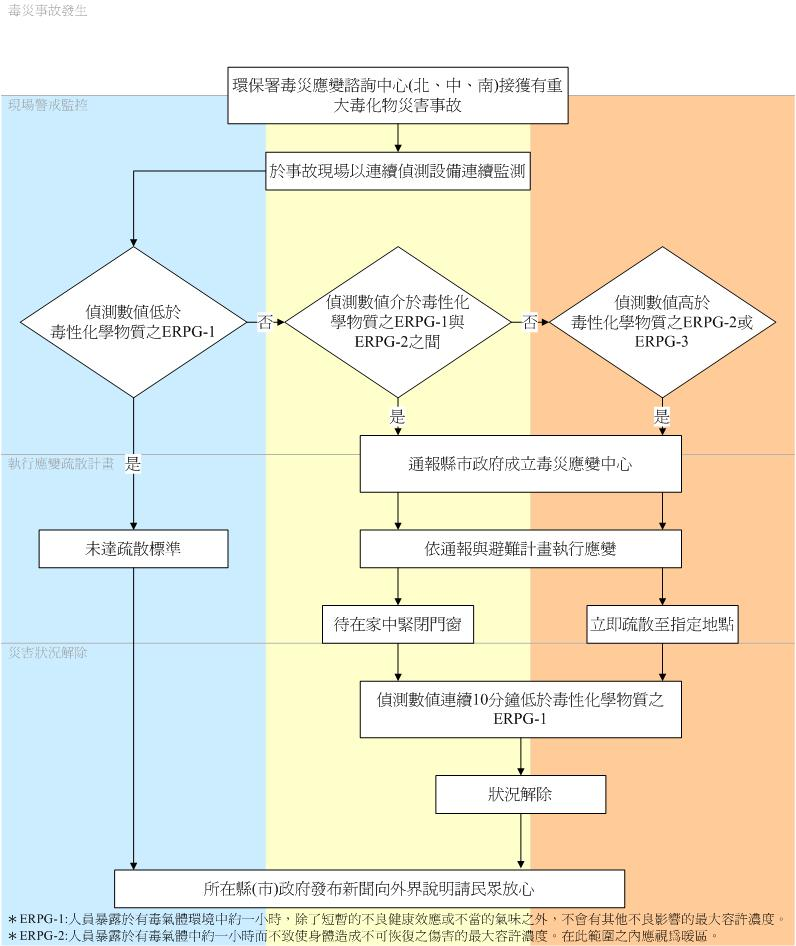 毒災事故發生
環保署毒災應變諮詢中心(北、中、南)接獲有重
大毒化物災害事故
現場警戒監控
於事故現場以連續偵測設備連續監測
偵測數值低於
毒性化學物質之ERPG-1
否
偵測數值介於毒性化
學物質之ERPG-1與
ERPG-2之間
否
偵測數值高於
毒性化學物質之ERPG-2或
ERPG-3
是
是
通報縣市政府成立毒災應變中心
執行應變疏散計畫
是
未達疏散標準
依通報與避難計畫執行應變
待在家中緊閉門窗
立即疏散至指定地點
災害狀況解除
偵測數值連續10分鐘低於毒性化學物質之
ERPG-1
狀況解除
所在縣(市)政府發布新聞向外界說明請民眾放心
＊ERPG-1:人員暴露於有毒氣體環境中約一小時，除了短暫的不良健康效應或不當的氣味之外，不會有其他不良影響的最大容許濃度。
＊ERPG-2:人員暴露於有毒氣體中約一小時而不致使身體造成不可恢復之傷害的最大容許濃度。在此範圍之內應視爲暖區。